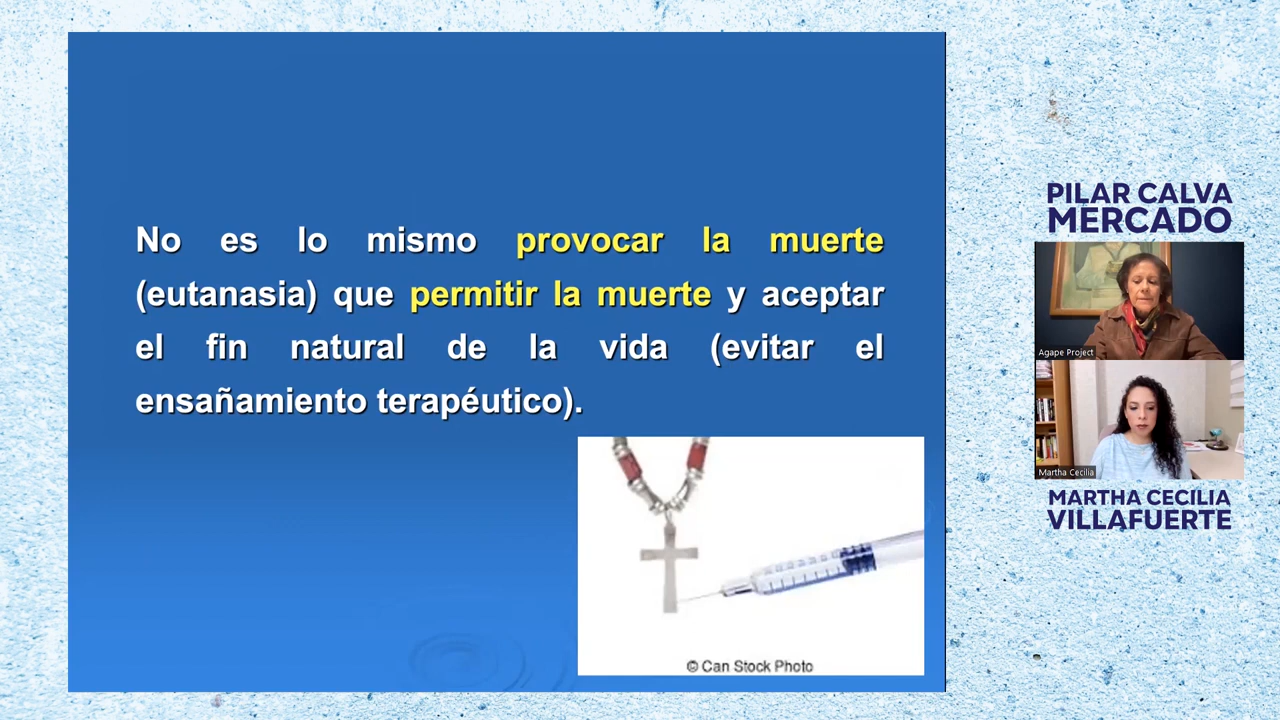 No es lo mismo provocar la muerte
(eutanasia) que permitir la muerte y aceptar
el fin natural de la vida (evitar el
ensañamiento terapéutico).
© Can Stock Photo
PILAR CALVA
MERCADO
Agape Project
Martha Cecilia
MARTHA CECILIA
VILLAFUERTE